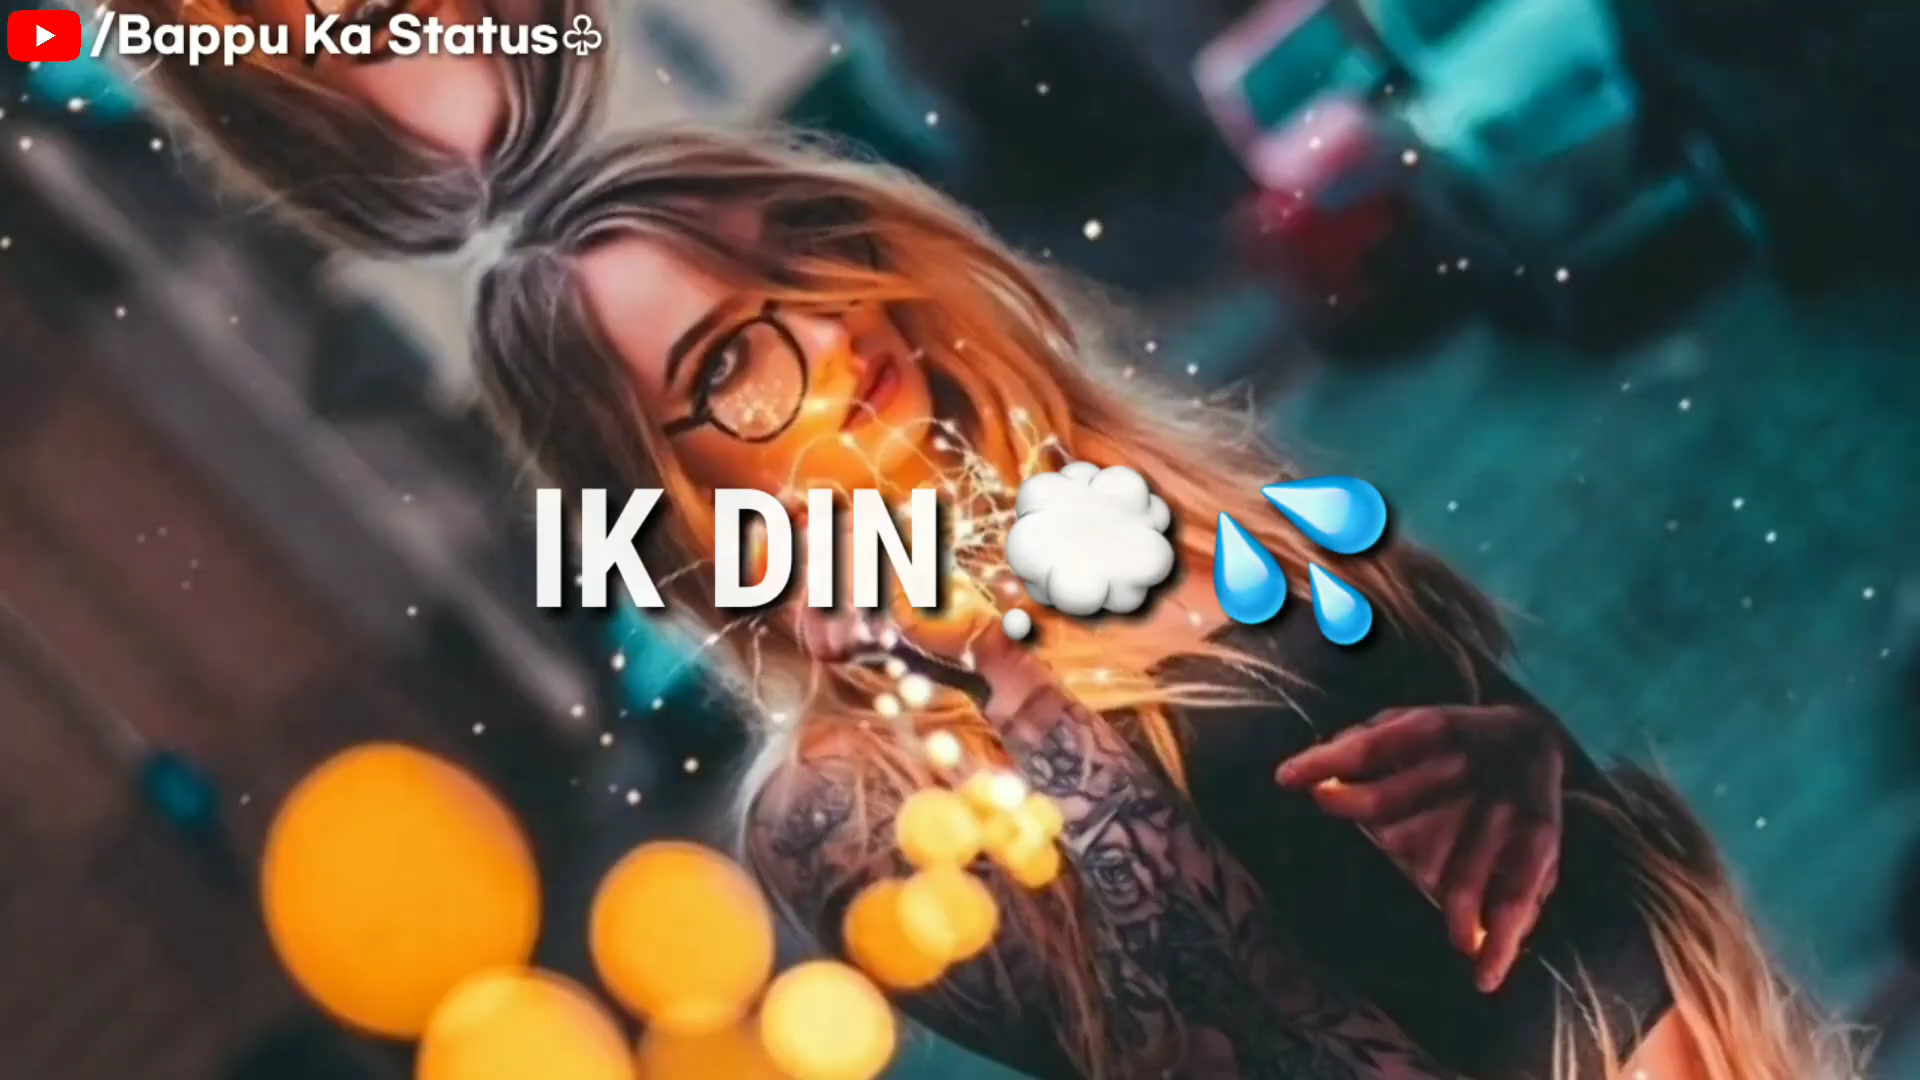 /Bappu Ka Status♧
IK DIN 💭💦